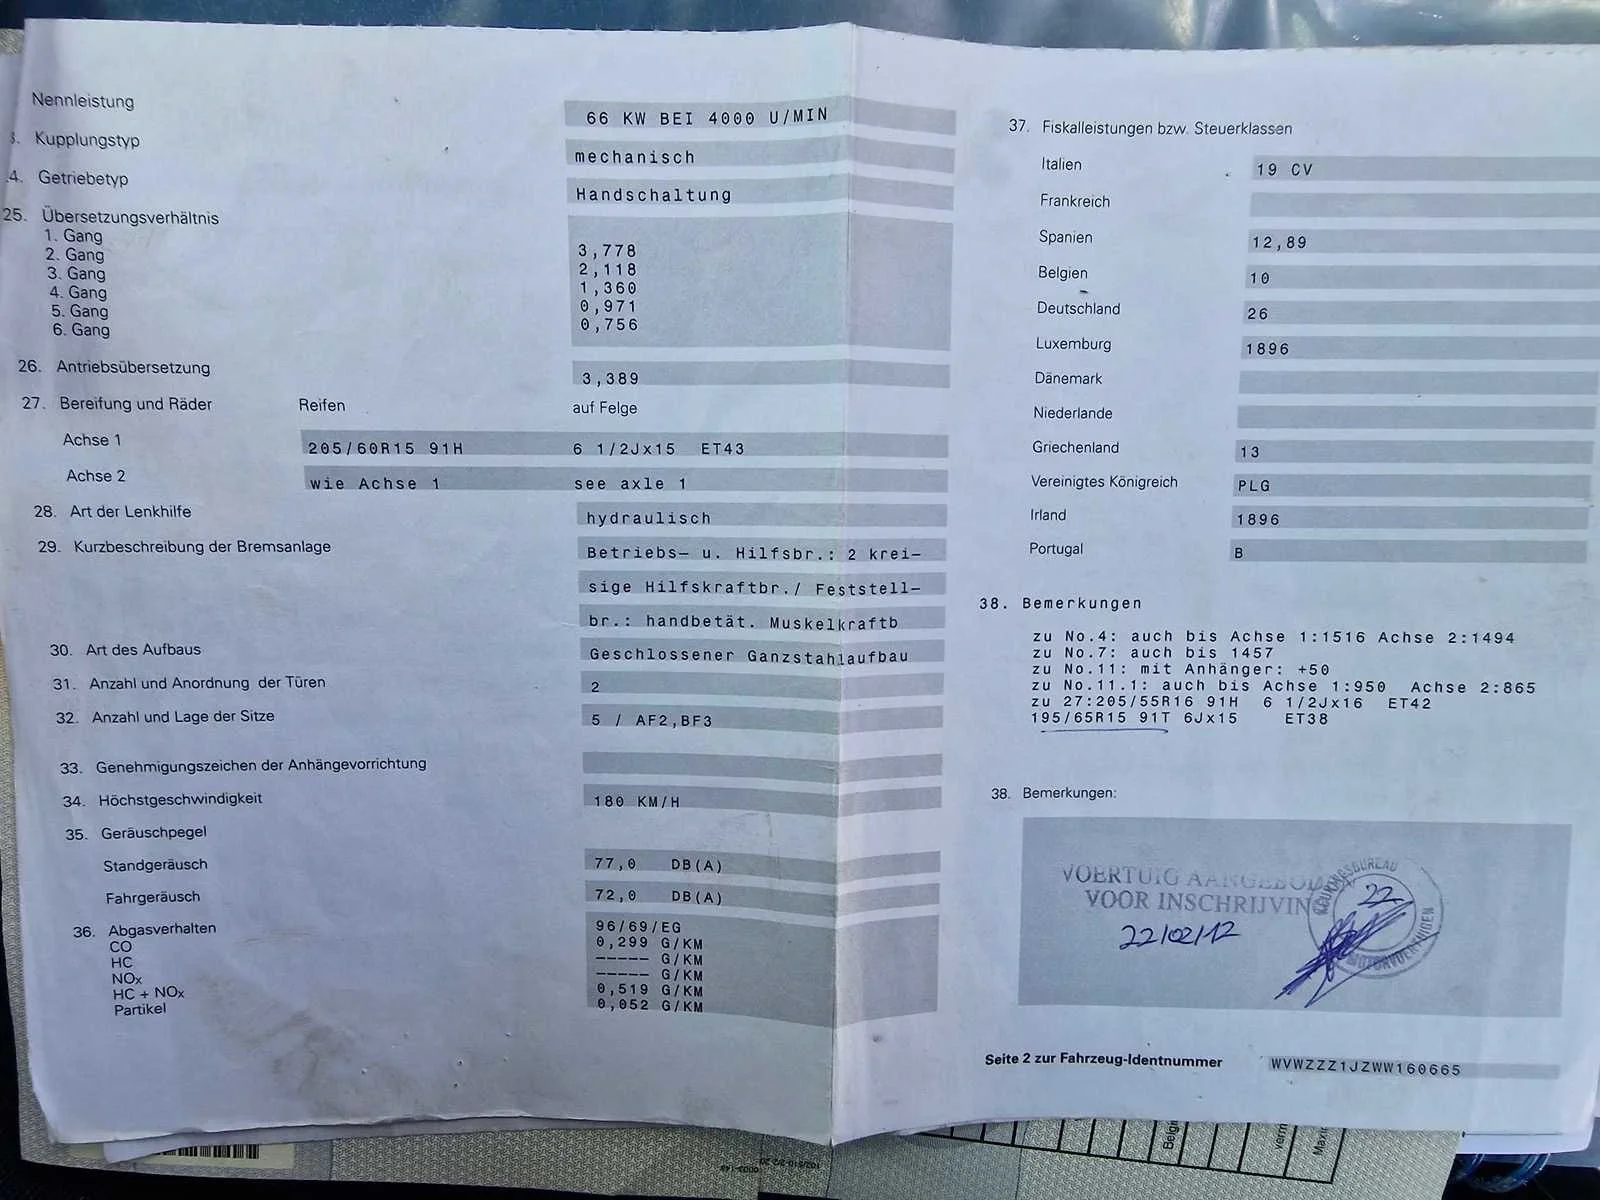 Nennleistung 66 KW BEI 4000 U/MIN
3. Kupplungstyp mechanisch
4. Getriebetyp Handschaltung
25. Übersetzungsverhältnis
1. Gang 3,778
2. Gang 2,118
3. Gang 1,360
4. Gang 0,971
5. Gang 0,756
6. Gang
26. Antriebsübersetzung 3,389
27. Bereifung und Räder Reifen auf Felge
Achse 1 205/60R15 91H 6 1/2Jx15 ET43
Achse 2 wie Achse 1 see axle 1
28. Art der Lenkhilfe hydraulisch
29. Kurzbeschreibung der Bremsanlage Betriebs– u. Hilfsbr.: 2 krei–
sige Hilfskraftbr./ Feststell–
br.: handbetät. Muskelkraftb
30. Art des Aufbaus Geschlossener Ganzstahlaufbau
31. Anzahl und Anordnung der Türen 2
32. Anzahl und Lage der Sitze 5 / AF2,BF3
33. Genehmigungszeichen der Anhängevorrichtung
34. Höchstgeschwindigkeit 180 KM/H
35. Geräuschpegel
Standgeräusch 77,0 DB(A)
Fahrgeräusch 72,0 DB(A)
36. Abgasverhalten 96/69/EG
CO 0,299 G/KM
HC ––––– G/KM
NOx ––––– G/KM
HC + NOx 0,519 G/KM
Partikel 0,052 G/KM
37. Fiskalleistungen bzw. Steuerklassen
Italien 19 CV
Frankreich
Spanien 12,89
Belgien 10
Deutschland 26
Luxemburg 1896
Dänemark
Niederlande
Griechenland 13
Vereinigtes Königreich PLG
Irland 1896
Portugal B
38. Bemerkungen
zu No.4: auch bis Achse 1:1516 Achse 2:1494
zu No.7: auch bis 1457
zu No.11: mit Anhänger: +50
zu No.11.1: auch bis Achse 1:950 Achse 2:865
zu 27:205/55R16 91H 6 1/2Jx16 ET42
195/65R15 91T 6Jx15 ET38
38. Bemerkungen:
VOERTUIG AANGEBODEN
VOOR INSCHRIJVING
22/02/12
KEURINGSBUREAU
22
MOTORVOERTUIGEN
Seite 2 zur Fahrzeug-Identnummer WVWZZZ1JZWW160665